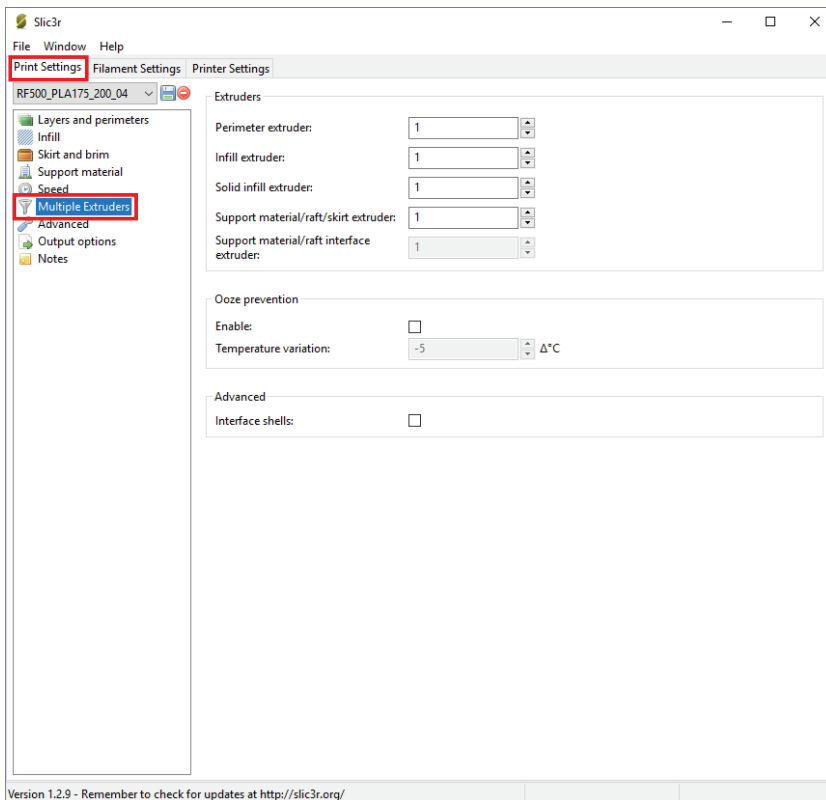 Slic3r
File Window Help
Print Settings Filament Settings Printer Settings
RF500_PLA175_200_04
Layers and perimeters
Infill
Skirt and brim
Support material
Speed
Multiple Extruders
Advanced
Output options
Notes
Extruders
Perimeter extruder: 1
Infill extruder: 1
Solid infill extruder: 1
Support material/raft/skirt extruder: 1
Support material/raft interface
extruder: 1
Ooze prevention
Enable:
Temperature variation: -5 Δ°C
Advanced
Interface shells:
Version 1.2.9 - Remember to check for updates at http://slic3r.org/